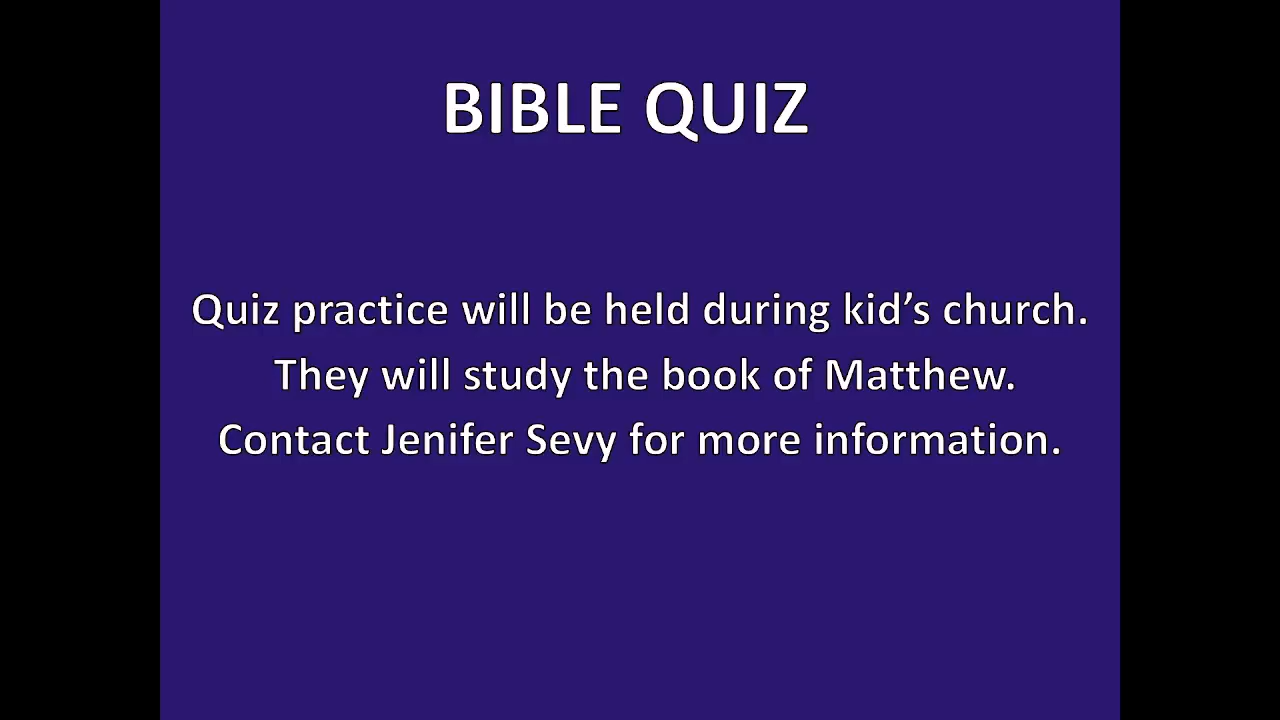 BIBLE QUIZ
Quiz practice will be held during kid’s church.
They will study the book of Matthew.
Contact Jenifer Sevy for more information.